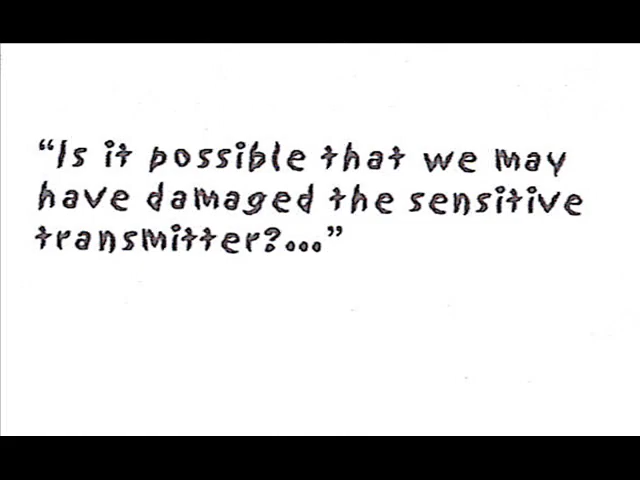 “Is it possible that we may
have damaged the sensitive
transmitter?...”